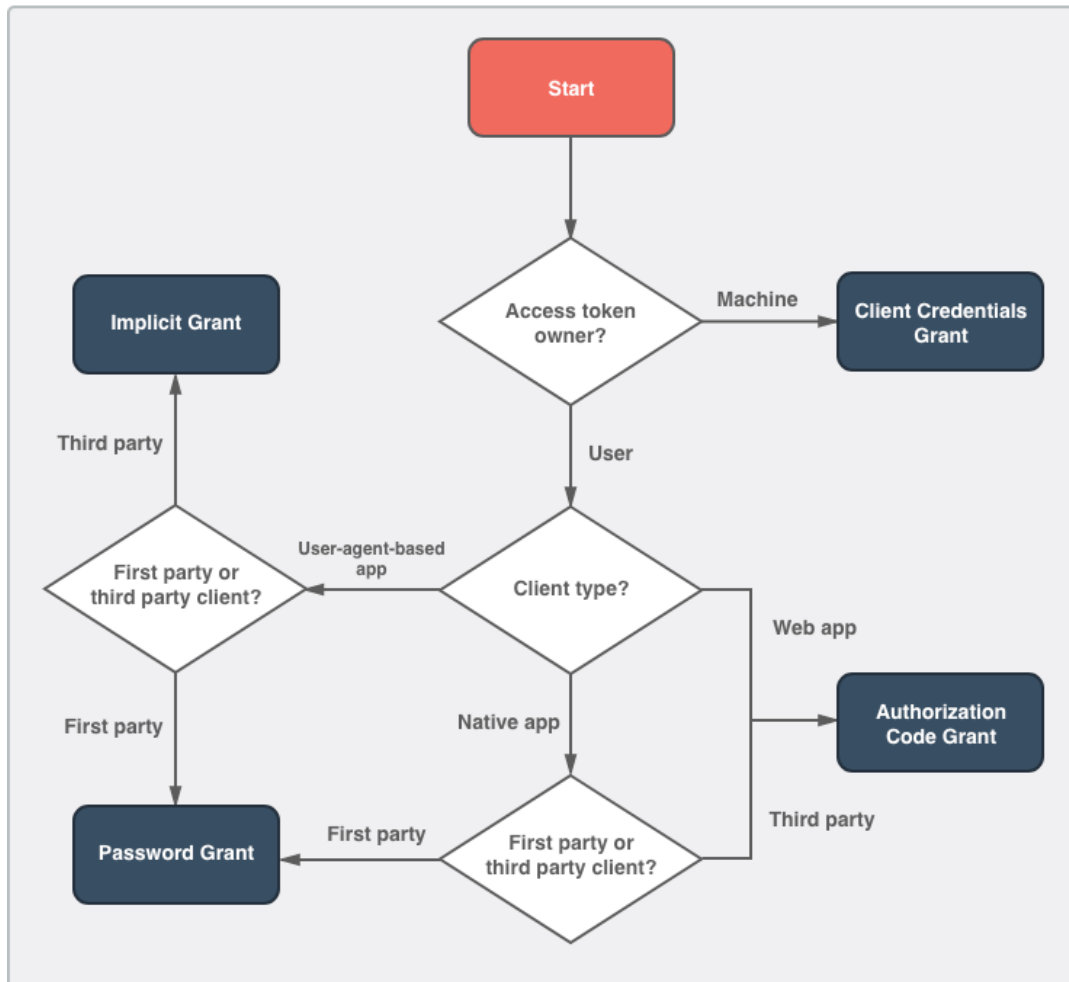 Start
Access token
owner?
Machine
Client Credentials
Grant
Implicit Grant
User
Third party
User-agent-based
app
First party or
third party client?
Client type?
Web app
First party
Native app
Authorization
Code Grant
Third party
First party
Password Grant
First party or
third party client?